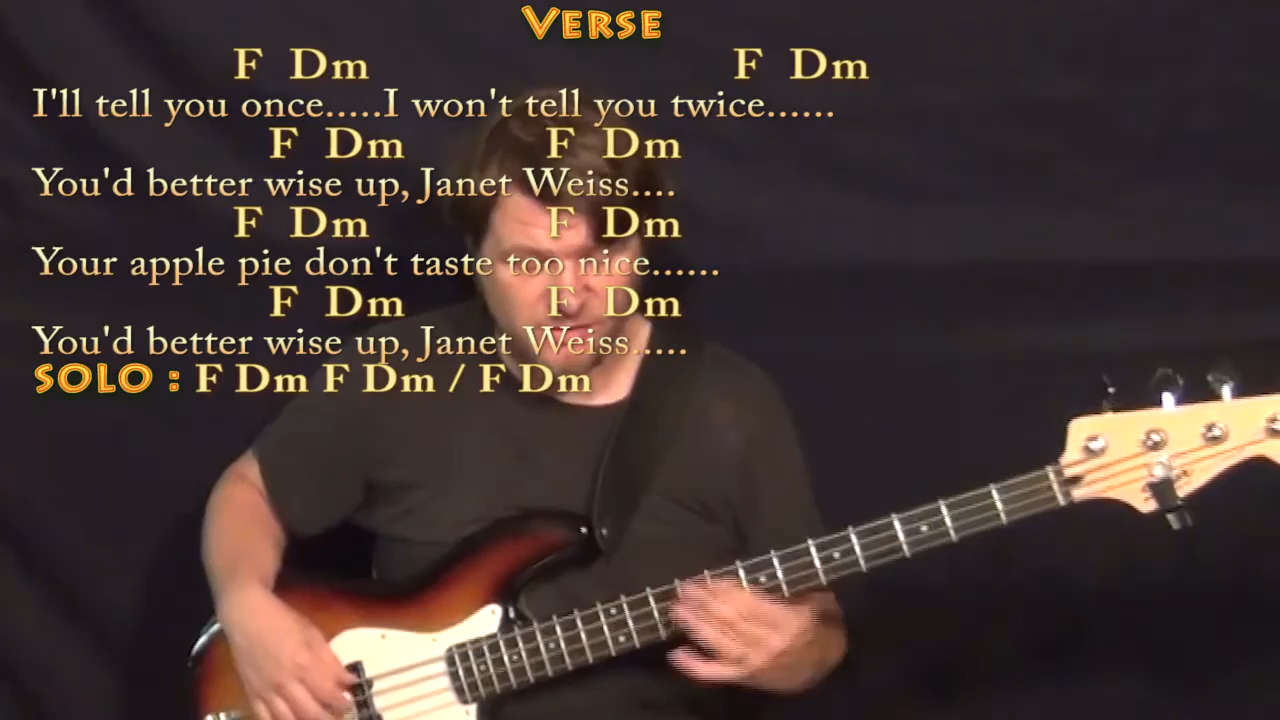 VERSE
F Dm F Dm
I'll tell you once.....I won't tell you twice......
F Dm F Dm
You'd better wise up, Janet Weiss....
F Dm F Dm
Your apple pie don't taste too nice......
F Dm F Dm
You'd better wise up, Janet Weiss.....
SOLO : F Dm F Dm / F Dm